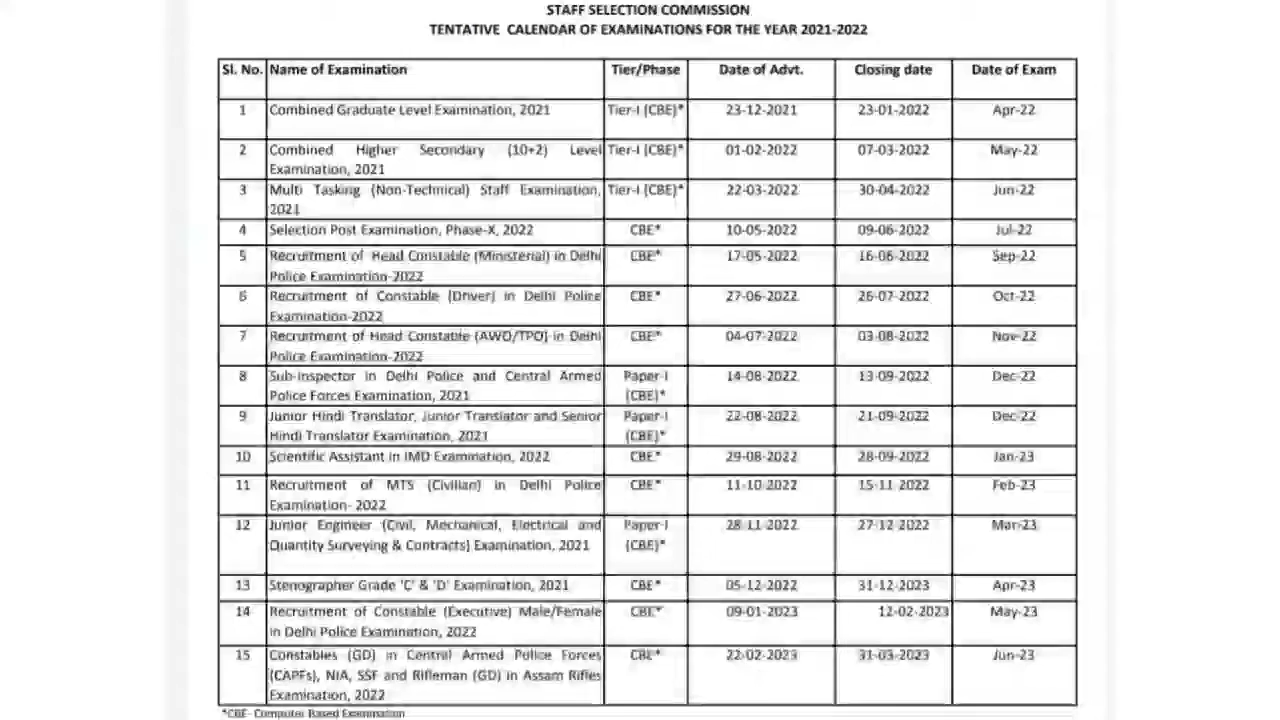 STAFF SELECTION COMMISSION
TENTATIVE CALENDAR OF EXAMINATIONS FOR THE YEAR 2021-2022
Sl. No. Name of Examination Tier/Phase Date of Advt. Closing date Date of Exam
1 Combined Graduate Level Examination, 2021 Tier-I (CBE)* 23-12-2021 23-01-2022 Apr-22
2 Combined Higher Secondary (10+2) Level Tier-I (CBE)* 01-02-2022 07-03-2022 May-22
Examination, 2021
3 Multi Tasking (Non-Technical) Staff Examination, Tier-I (CBE)* 22-03-2022 30-04-2022 Jun-22
2021
4 Selection Post Examination, Phase-X, 2022 CBE* 10-05-2022 09-06-2022 Jul-22
5 Recruitment of Head Constable (Ministerial) in Delhi CBE* 17-05-2022 16-06-2022 Sep-22
Police Examination-2022
6 Recruitment of Constable (Driver) in Delhi Police CBE* 27-06-2022 26-07-2022 Oct-22
Examination-2022
7 Recruitment of Head Constable (AWO/TPO) in Delhi CBE* 04-07-2022 03-08-2022 Nov-22
Police Examination-2022
8 Sub-Inspector in Delhi Police and Central Armed Paper-I 14-08-2022 13-09-2022 Dec-22
Police Forces Examination, 2021 (CBE)*
9 Junior Hindi Translator, Junior Translator and Senior Paper-I 22-08-2022 21-09-2022 Dec-22
Hindi Translator Examination, 2021 (CBE)*
10 Scientific Assistant in IMD Examination, 2022 CBE* 29-08-2022 28-09-2022 Jan-23
11 Recruitment of MTS (Civilian) in Delhi Police CBE* 11-10-2022 15-11-2022 Feb-23
Examination- 2022
12 Junior Engineer (Civil, Mechanical, Electrical and Paper-I 28-11-2022 27-12-2022 Mar-23
Quantity Surveying & Contracts) Examination, 2021 (CBE)*
13 Stenographer Grade 'C' & 'D' Examination, 2021 CBE* 05-12-2022 31-12-2023 Apr-23
14 Recruitment of Constable (Executive) Male/Female CBE* 09-01-2023 12-02-2023 May-23
in Delhi Police Examination, 2022
15 Constables (GD) in Central Armed Police Forces CBE* 22-02-2023 31-03-2023 Jun-23
(CAPFs), NIA, SSF and Rifleman (GD) in Assam Rifles
Examination, 2022
*CBE- Computer Based Examination